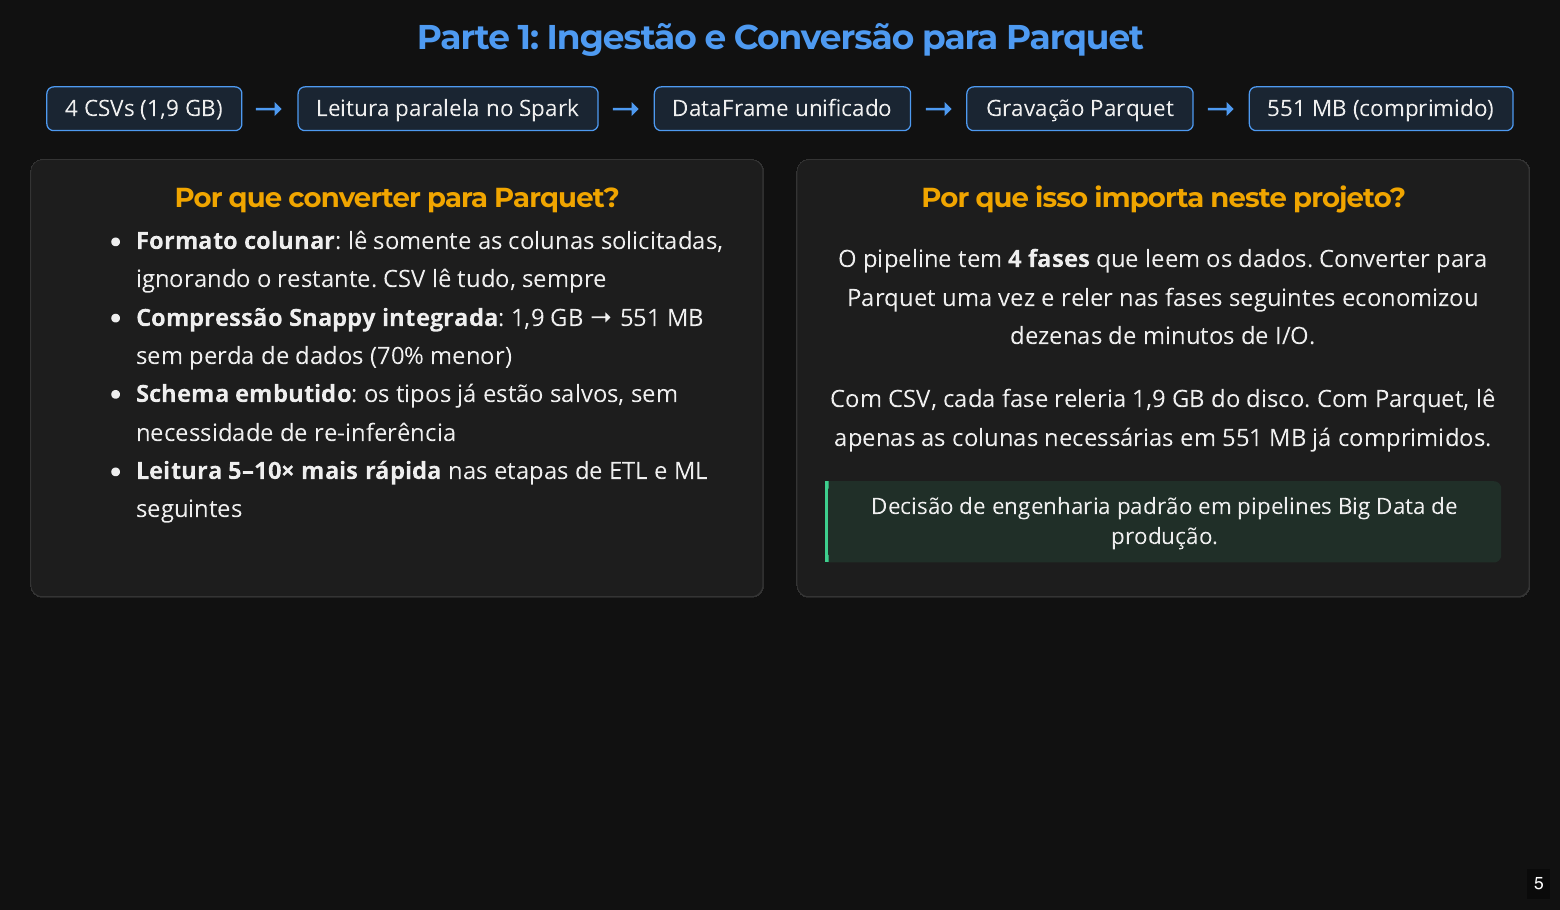 Parte 1: Ingestão e Conversão para Parquet
4 CSVs (1,9 GB) → Leitura paralela no Spark → DataFrame unificado → Gravação Parquet → 551 MB (comprimido)
Por que converter para Parquet?
• Formato colunar: lê somente as colunas solicitadas,
ignorando o restante. CSV lê tudo, sempre
• Compressão Snappy integrada: 1,9 GB → 551 MB
sem perda de dados (70% menor)
• Schema embutido: os tipos já estão salvos, sem
necessidade de re-inferência
• Leitura 5–10× mais rápida nas etapas de ETL e ML
seguintes
Por que isso importa neste projeto?
O pipeline tem 4 fases que leem os dados. Converter para
Parquet uma vez e reler nas fases seguintes economizou
dezenas de minutos de I/O.
Com CSV, cada fase releria 1,9 GB do disco. Com Parquet, lê
apenas as colunas necessárias em 551 MB já comprimidos.
Decisão de engenharia padrão em pipelines Big Data de
produção.
5